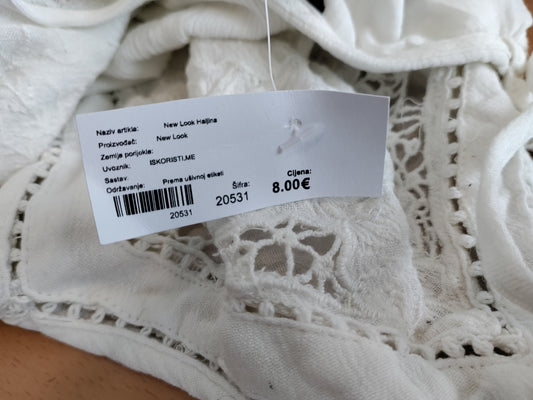 Naziv artikla: New Look Haljina
Proizvođač: New Look
Zemlja porijekla:
Uvoznik: ISKORISTI.ME
Sastav:
Održavanje: Prema ušivnoj etiketi
Šifra: Cijena:
20531 20531 8.00€